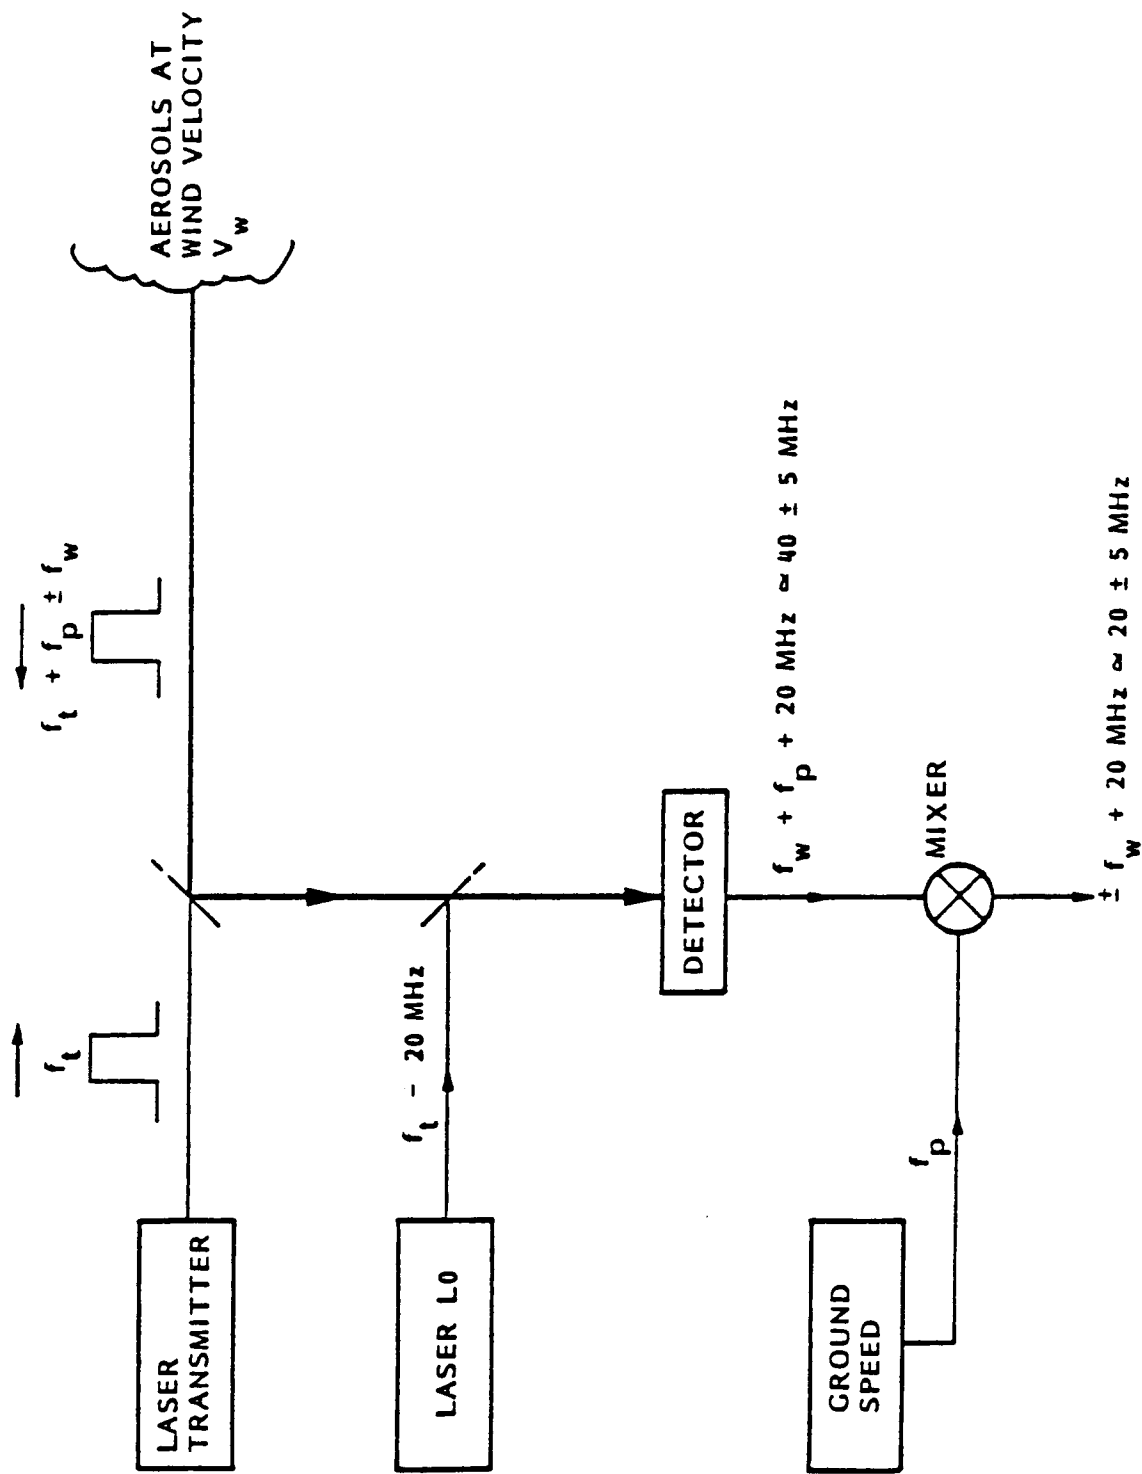 f_t
f_t + f_p ± f_w
AEROSOLS AT
WIND VELOCITY
V_w
LASER
TRANSMITTER
f_t - 20 MHz
LASER L0
DETECTOR
f_w + f_p + 20 MHz ≃ 40 ± 5 MHz
MIXER
f_p
GROUND
SPEED
± f_w + 20 MHz ≃ 20 ± 5 MHz